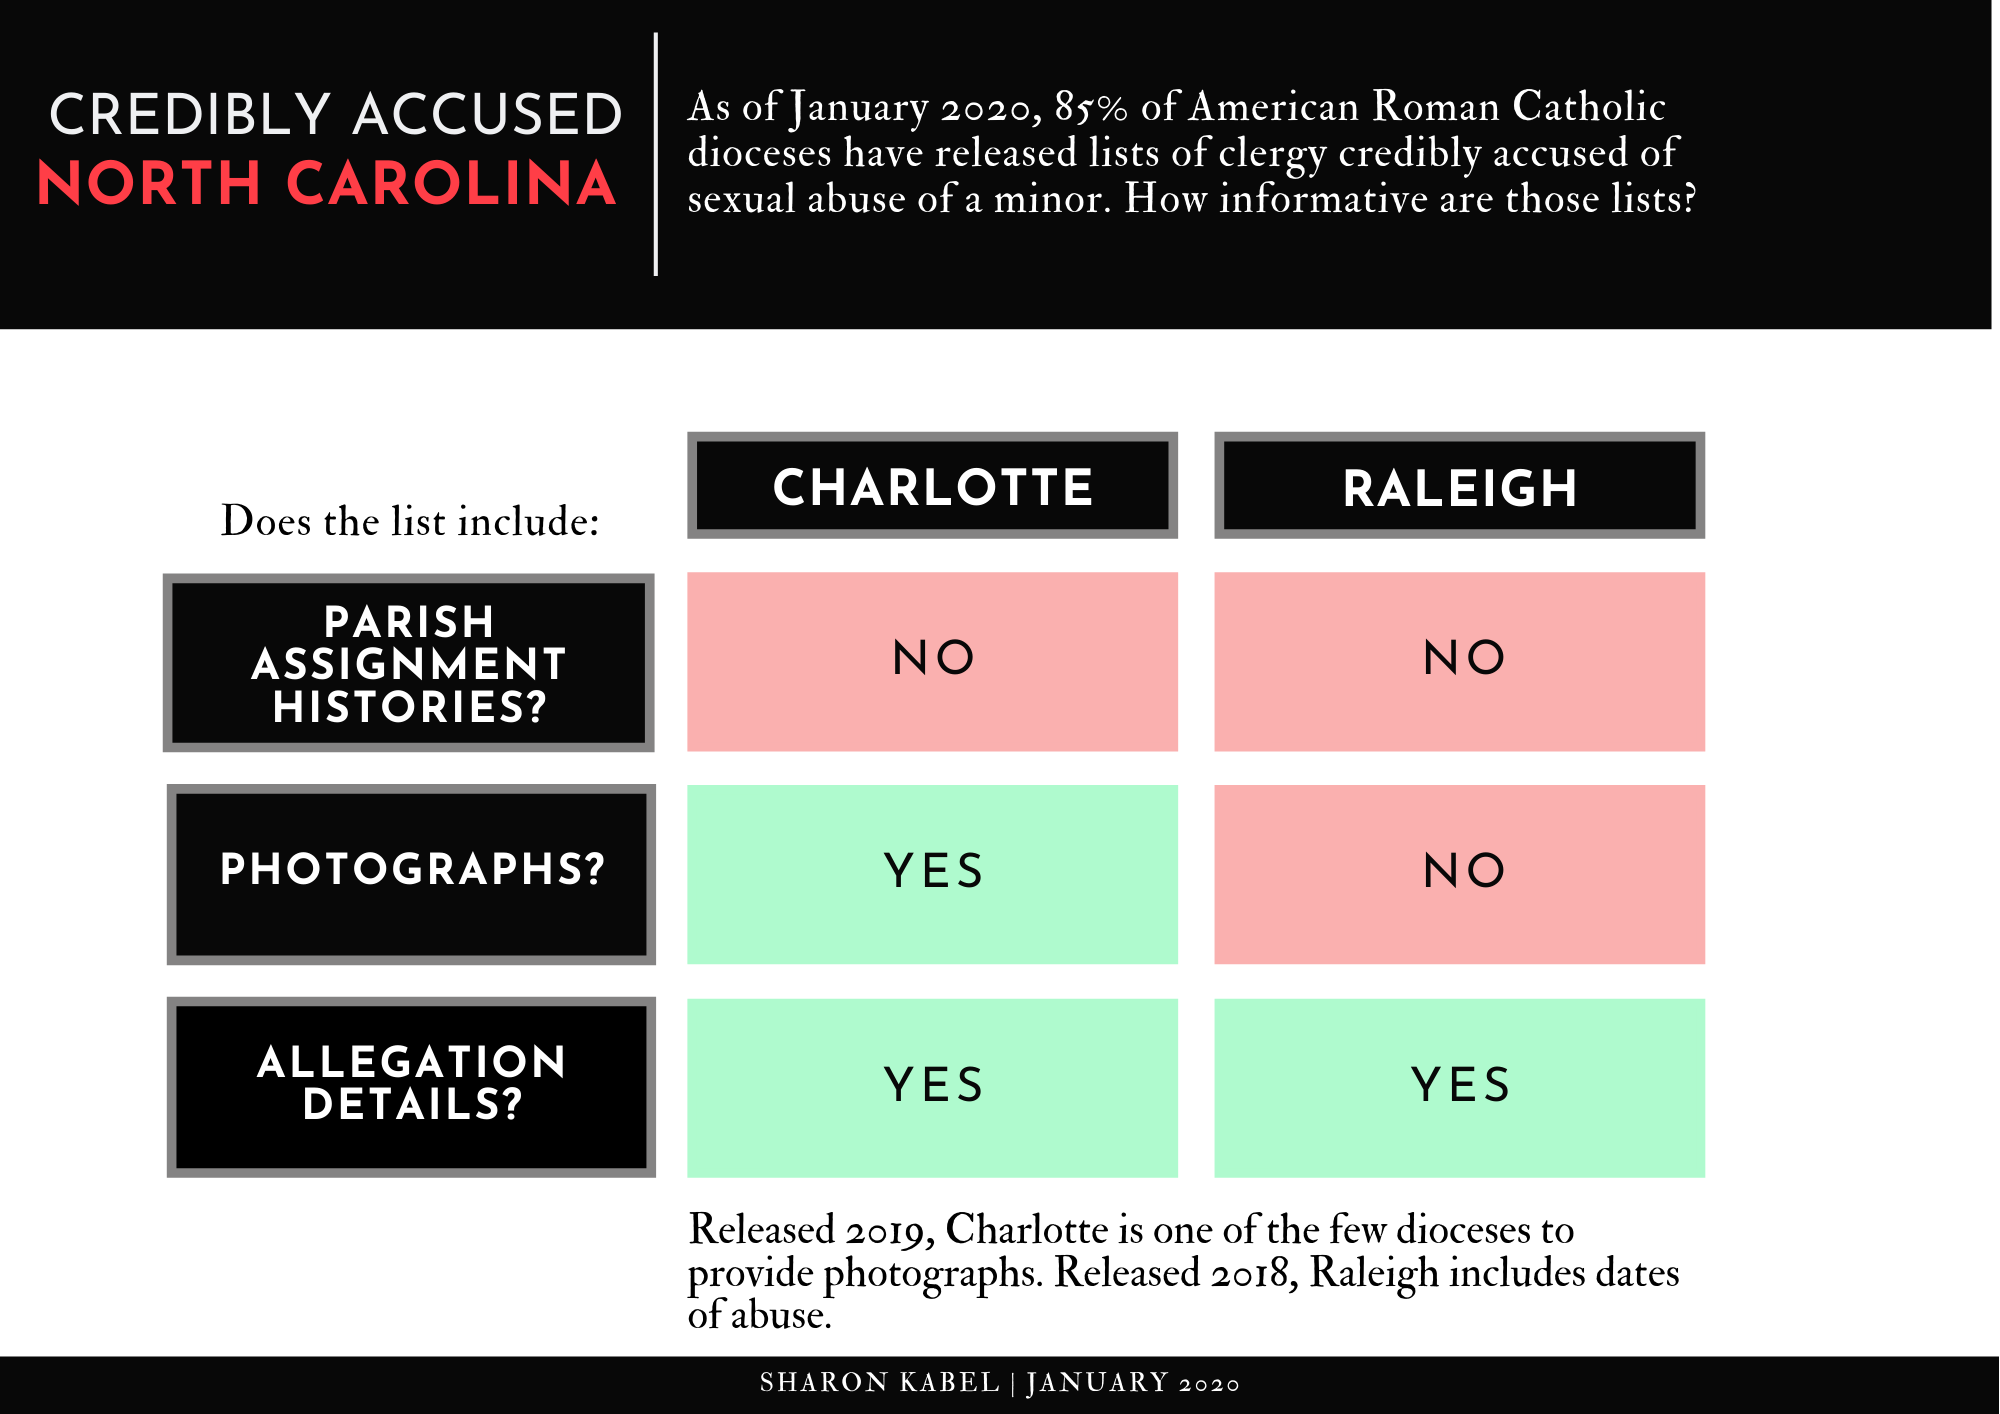 CREDIBLY ACCUSED
NORTH CAROLINA
As of January 2020, 85% of American Roman Catholic
dioceses have released lists of clergy credibly accused of
sexual abuse of a minor. How informative are those lists?
Does the list include:
CHARLOTTE
RALEIGH
PARISH
ASSIGNMENT
HISTORIES?
NO
NO
PHOTOGRAPHS?
YES
NO
ALLEGATION
DETAILS?
YES
YES
Released 2019, Charlotte is one of the few dioceses to
provide photographs. Released 2018, Raleigh includes dates
of abuse.
SHARON KABEL | JANUARY 2020